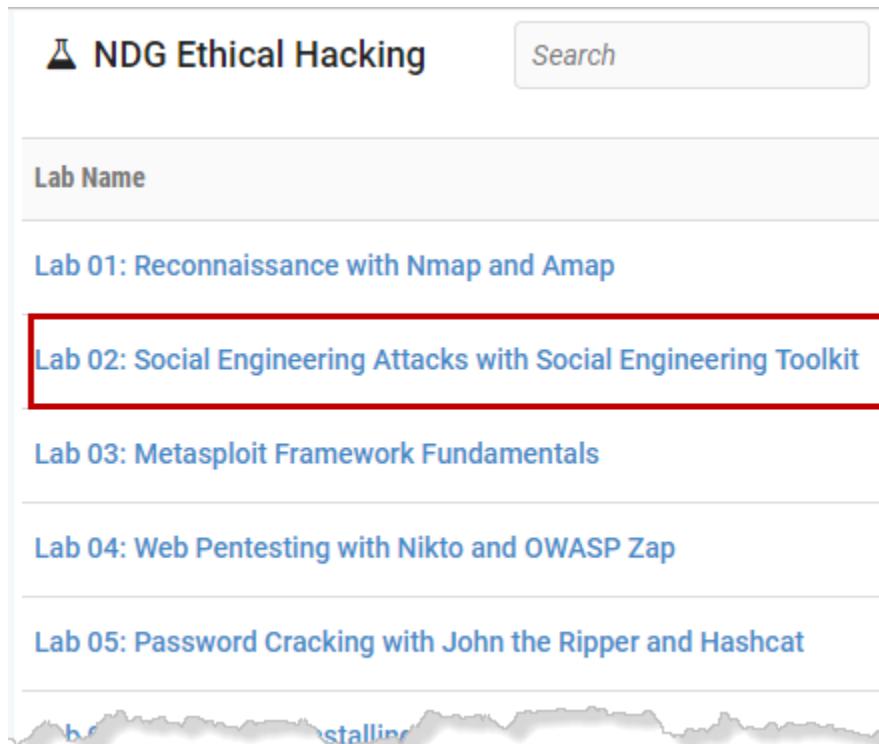 NDG Ethical Hacking
Search
Lab Name
Lab 01: Reconnaissance with Nmap and Amap
Lab 02: Social Engineering Attacks with Social Engineering Toolkit
Lab 03: Metasploit Framework Fundamentals
Lab 04: Web Pentesting with Nikto and OWASP Zap
Lab 05: Password Cracking with John the Ripper and Hashcat